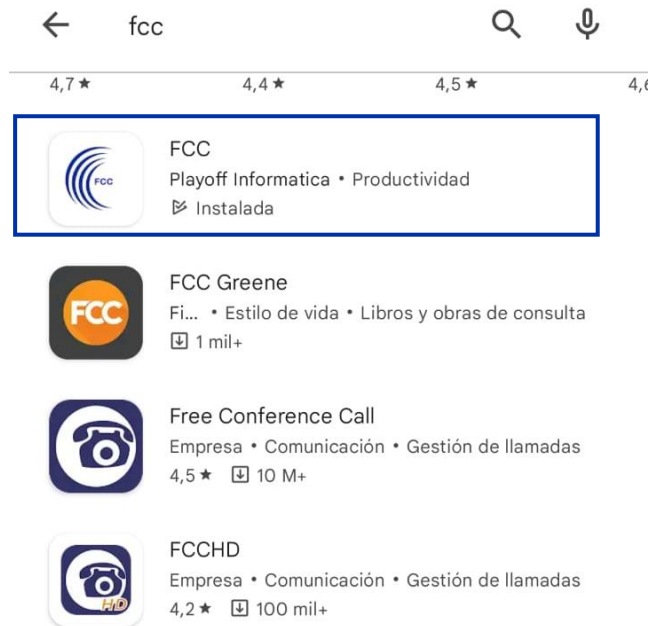 fcc
4,7★ 4,4★ 4,5★ 4,6
FCC
FCC
Playoff Informatica • Productividad
Instalada
FCC
FCC Greene
Fi... • Estilo de vida • Libros y obras de consulta
1 mil+
Free Conference Call
Empresa • Comunicación • Gestión de llamadas
4,5★ 10 M+
HD
FCCHD
Empresa • Comunicación • Gestión de llamadas
4,2★ 100 mil+